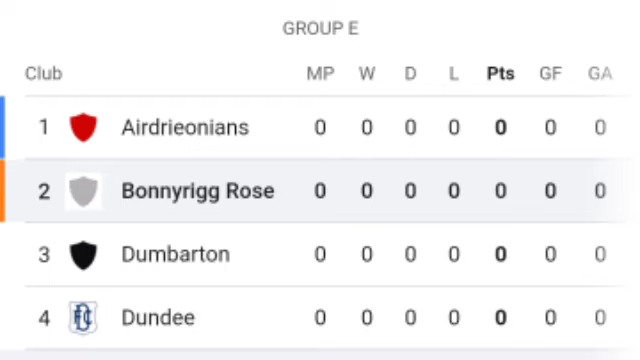 GROUP E
Club MP W D L Pts GF GA
1 Airdrieonians 0 0 0 0 0 0 0
2 Bonnyrigg Rose 0 0 0 0 0 0 0
3 Dumbarton 0 0 0 0 0 0 0
4 DFC Dundee 0 0 0 0 0 0 0